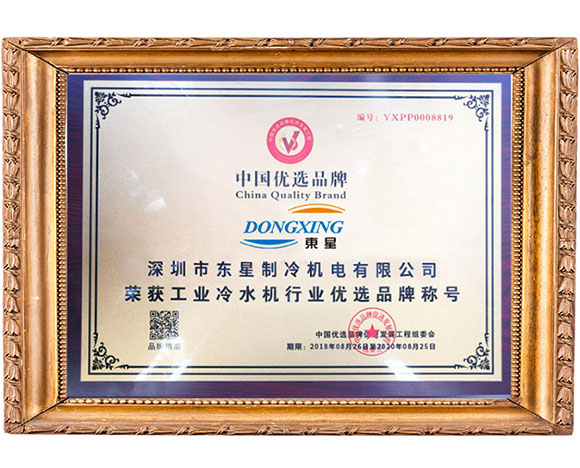 编号: YXPP0008819
中国优选品牌
China Quality Brand
DONGXING
東星
深圳市东星制冷机电有限公司
荣获工业冷水机行业优选品牌称号
中国优选品牌促进发展工程组委会
期限: 2018年08月26日至2020年08月25日